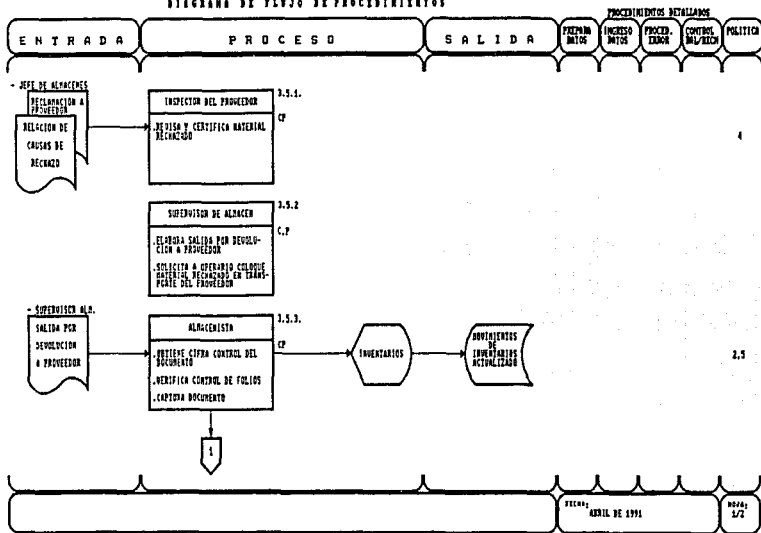 DIAGRAMA DE FLUJO DE PROCEDIMIENTOS
PROCEDIMIENTOS DETALLADOS
ENTRADA
PROCESO
SALIDA
PREPARA
DATOS
INGRESO
DATOS
PROCED.
ERROR
CONTROL
BAL/RECH
POLITICA
- JEFE DE ALMACENES
RECLAMACION A
PROVEEDOR
RELACION DE
CAUSAS DE
RECHAZO
INSPECTOR DEL PROVEEDOR
3.5.1.
CP
.REVISA Y CERTIFICA MATERIAL
RECHAZADO
4
SUPERVISOR DE ALMACEN
3.5.2
C.P
.ELABORA SALIDA POR DEVOLU-
CION A PROVEEDOR
.SOLICITA A OPERARIO COLOQUE
MATERIAL RECHAZADO EN TRANS-
PORTE DEL PROVEEDOR
- SUPERVISOR ALM.
SALIDA POR
DEVOLUCION
A PROVEEDOR
ALMACENISTA
3.5.3.
CP
.OBTIENE CIFRA CONTROL DEL
DOCUMENTO
.VERIFICA CONTROL DE FOLIOS
.CAPTURA DOCUMENTO
INVENTARIOS
MOVIMIENTOS
DE
INVENTARIOS
ACTUALIZADO
2,5
1
FECHA:
ABRIL DE 1991
HOJA:
1/2